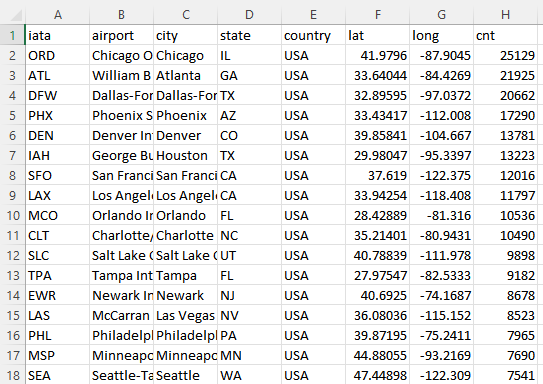 A B C D E F G H
1 iata airport city state country lat long cnt
2 ORD Chicago O Chicago IL USA 41.9796 -87.9045 25129
3 ATL William B Atlanta GA USA 33.64044 -84.4269 21925
4 DFW Dallas-For Dallas-For TX USA 32.89595 -97.0372 20662
5 PHX Phoenix S Phoenix AZ USA 33.43417 -112.008 17290
6 DEN Denver In Denver CO USA 39.85841 -104.667 13781
7 IAH George Bu Houston TX USA 29.98047 -95.3397 13223
8 SFO San Franci San Franci CA USA 37.619 -122.375 12016
9 LAX Los Angel Los Angel CA USA 33.94254 -118.408 11797
10 MCO Orlando In Orlando FL USA 28.42889 -81.316 10536
11 CLT Charlotte/ Charlotte NC USA 35.21401 -80.9431 10490
12 SLC Salt Lake C Salt Lake C UT USA 40.78839 -111.978 9898
13 TPA Tampa Int Tampa FL USA 27.97547 -82.5333 9182
14 EWR Newark In Newark NJ USA 40.6925 -74.1687 8678
15 LAS McCarran Las Vegas NV USA 36.08036 -115.152 8523
16 PHL Philadelp Philadelp PA USA 39.87195 -75.2411 7965
17 MSP Minneapo Minneapo MN USA 44.88055 -93.2169 7690
18 SEA Seattle-Ta Seattle WA USA 47.44898 -122.309 7541